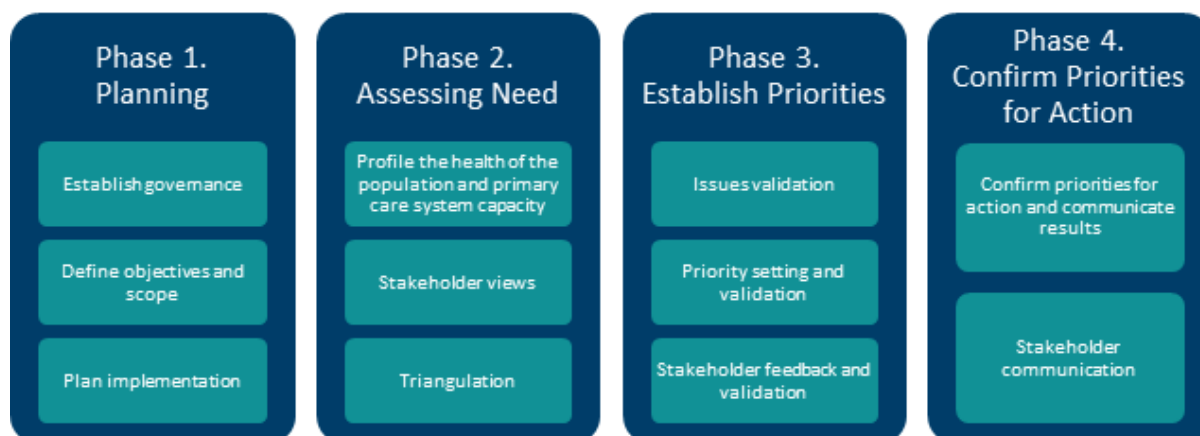 Phase 1.
Planning
Establish governance
Define objectives and
scope
Plan implementation
Phase 2.
Assessing Need
Profile the health of the
population and primary
care system capacity
Stakeholder views
Triangulation
Phase 3.
Establish Priorities
Issues validation
Priority setting and
validation
Stakeholder feedback and
validation
Phase 4.
Confirm Priorities
for Action
Confirm priorities for
action and communicate
results
Stakeholder
communication